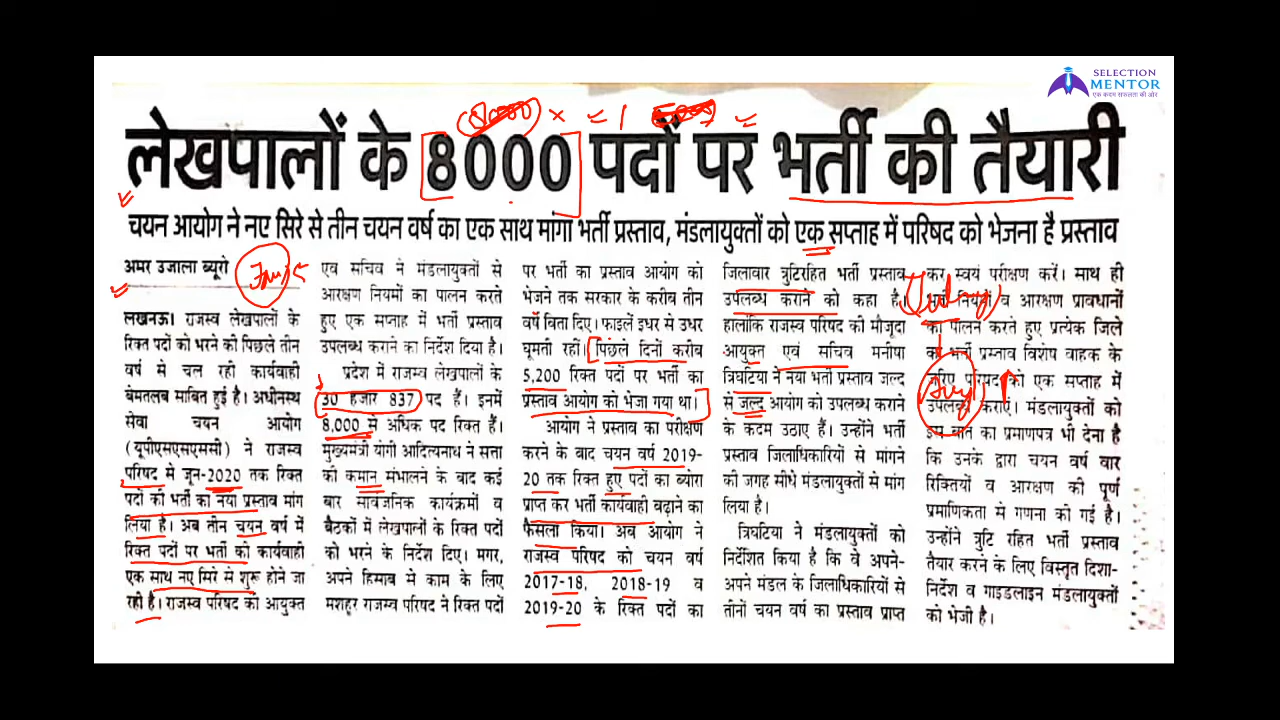 SELECTION
MENTOR
एक कदम सफलता की ओर
लेखपालों के 8000 पदों पर भर्ती की तैयारी
चयन आयोग ने नए सिरे से तीन चयन वर्ष का एक साथ मांगा भर्ती प्रस्ताव, मंडलायुक्तों को एक सप्ताह में परिषद को भेजना है प्रस्ताव
अमर उजाला ब्यूरो
लखनऊ। राजस्व लेखपालों के
रिक्त पदों को भरने को पिछले तीन
वर्ष से चल रही कार्यवाही
बेमतलब साबित हुई है। अधीनस्थ
सेवा चयन आयोग
(यूपीएसएसएससी) ने राजस्व
परिषद से जून-2020 तक रिक्त
पदों की भर्ती का नया प्रस्ताव मांग
लिया है। अब तीन चयन वर्ष में
रिक्त पदों पर भर्ती को कार्यवाही
एक साथ नए सिरे से शुरू होने जा
रही है। राजस्व परिषद की आयुक्त
एवं सचिव ने मंडलायुक्तों से
आरक्षण नियमों का पालन करते
हुए एक सप्ताह में भर्ती प्रस्ताव
उपलब्ध कराने का निर्देश दिया है।
प्रदेश में राजस्व लेखपालों के
30 हजार 837 पद हैं। इनमें
8,000 से अधिक पद रिक्त हैं।
मुख्यमंत्री योगी आदित्यनाथ ने सत्ता
की कमान संभालने के बाद कई
बार सार्वजनिक कार्यक्रमों व
बैठकों में लेखपालों के रिक्त पदों
को भरने के निर्देश दिए। मगर,
अपने हिसाब से काम के लिए
मशहूर राजस्व परिषद ने रिक्त पदों
पर भर्ती का प्रस्ताव आयोग को
भेजने तक सरकार के करीब तीन
वर्ष बिता दिए। फाइलें इधर से उधर
घूमती रहीं। पिछले दिनों करीब
5,200 रिक्त पदों पर भर्ती का
प्रस्ताव आयोग को भेजा गया था।
आयोग ने प्रस्ताव का परीक्षण
करने के बाद चयन वर्ष 2019-
20 तक रिक्त हुए पदों का ब्योरा
प्राप्त कर भर्ती कार्यवाही बढ़ाने का
फैसला किया। अब आयोग ने
राजस्व परिषद को चयन वर्ष
2017-18, 2018-19 व
2019-20 के रिक्त पदों का
जिलावार त्रुटिरहित भर्ती प्रस्ताव
उपलब्ध कराने को कहा है।
हालांकि राजस्व परिषद की मौजूदा
आयुक्त एवं सचिव मनीषा
त्रिघटिया ने नया भर्ती प्रस्ताव जल्द
से जल्द आयोग को उपलब्ध कराने
के कदम उठाए हैं। उन्होंने भर्ती
प्रस्ताव जिलाधिकारियों से मांगने
की जगह सीधे मंडलायुक्तों से मांग
लिया है।
त्रिघटिया ने मंडलायुक्तों को
निर्देशित किया है कि वे अपने-
अपने मंडल के जिलाधिकारियों से
तीनों चयन वर्ष का प्रस्ताव प्राप्त
कर स्वयं परीक्षण करें। साथ ही
नियमों व आरक्षण प्रावधानों
का पालन करते हुए प्रत्येक जिले
का भर्ती प्रस्ताव विशेष वाहक के
जरिए परिषद को एक सप्ताह में
उपलब्ध कराएं। मंडलायुक्तों को
इस बात का प्रमाणपत्र भी देना है
कि उनके द्वारा चयन वर्ष वार
रिक्तियों व आरक्षण की पूर्ण
प्रमाणिकता से गणना की गई है।
उन्होंने त्रुटि रहित भर्ती प्रस्ताव
तैयार करने के लिए विस्तृत दिशा-
निर्देश व गाइडलाइन मंडलायुक्तों
को भेजी है।